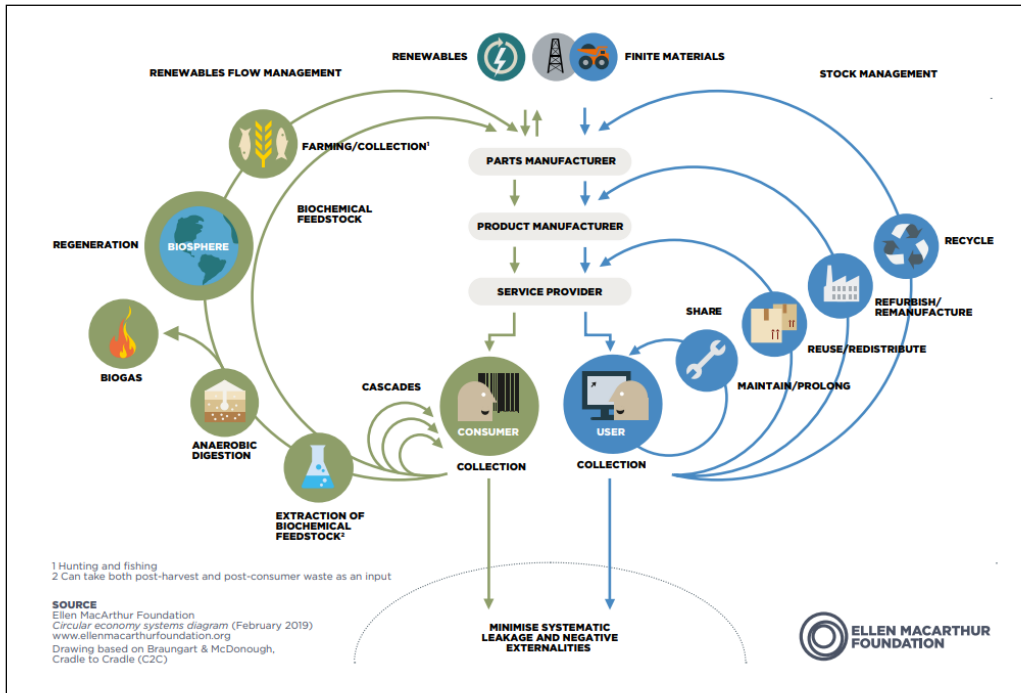 RENEWABLES
FINITE MATERIALS
RENEWABLES FLOW MANAGEMENT
STOCK MANAGEMENT
FARMING/COLLECTION¹
PARTS MANUFACTURER
BIOCHEMICAL
FEEDSTOCK
PRODUCT MANUFACTURER
REGENERATION
BIOSPHERE
RECYCLE
SERVICE PROVIDER
SHARE
REFURBISH/
REMANUFACTURE
REUSE/REDISTRIBUTE
BIOGAS
CASCADES
MAINTAIN/PROLONG
CONSUMER
USER
ANAEROBIC
DIGESTION
COLLECTION
COLLECTION
EXTRACTION OF
BIOCHEMICAL
FEEDSTOCK²
1 Hunting and fishing
2 Can take both post-harvest and post-consumer waste as an input
SOURCE
Ellen MacArthur Foundation
Circular economy systems diagram (February 2019)
www.ellenmacarthurfoundation.org
Drawing based on Braungart & McDonough,
Cradle to Cradle (C2C)
MINIMISE SYSTEMATIC
LEAKAGE AND NEGATIVE
EXTERNALITIES
ELLEN MACARTHUR
FOUNDATION